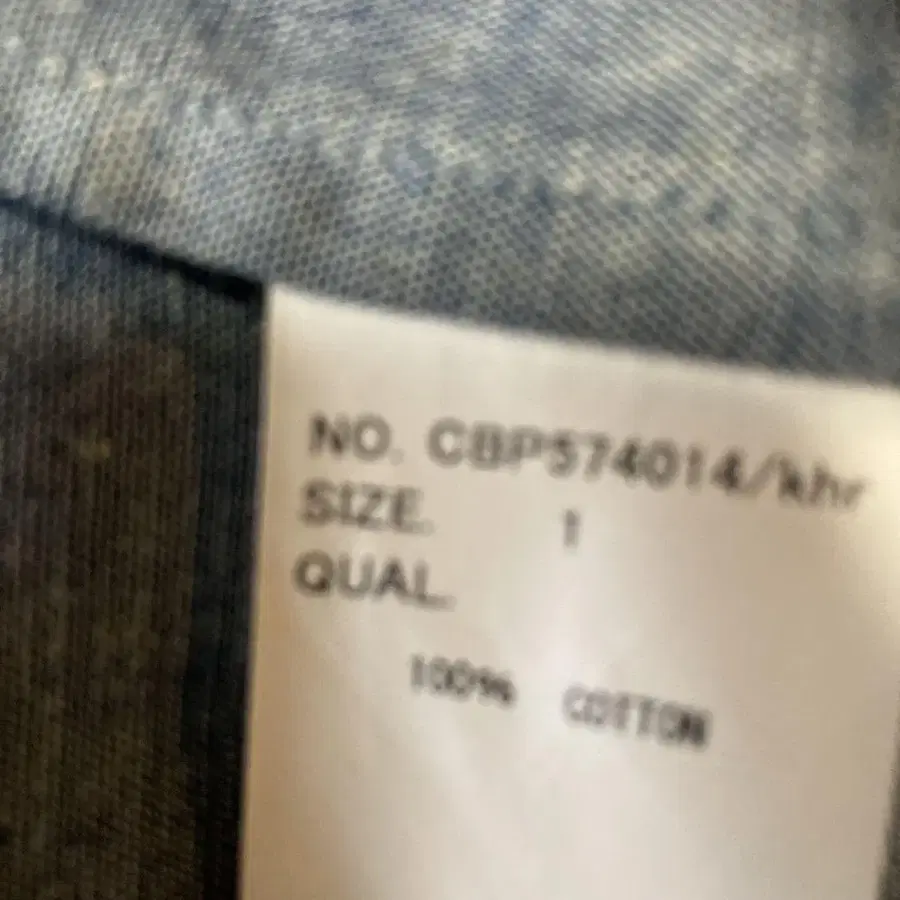 NO. CBP574014/khr
SIZE. 1
QUAL.
100% COTTON